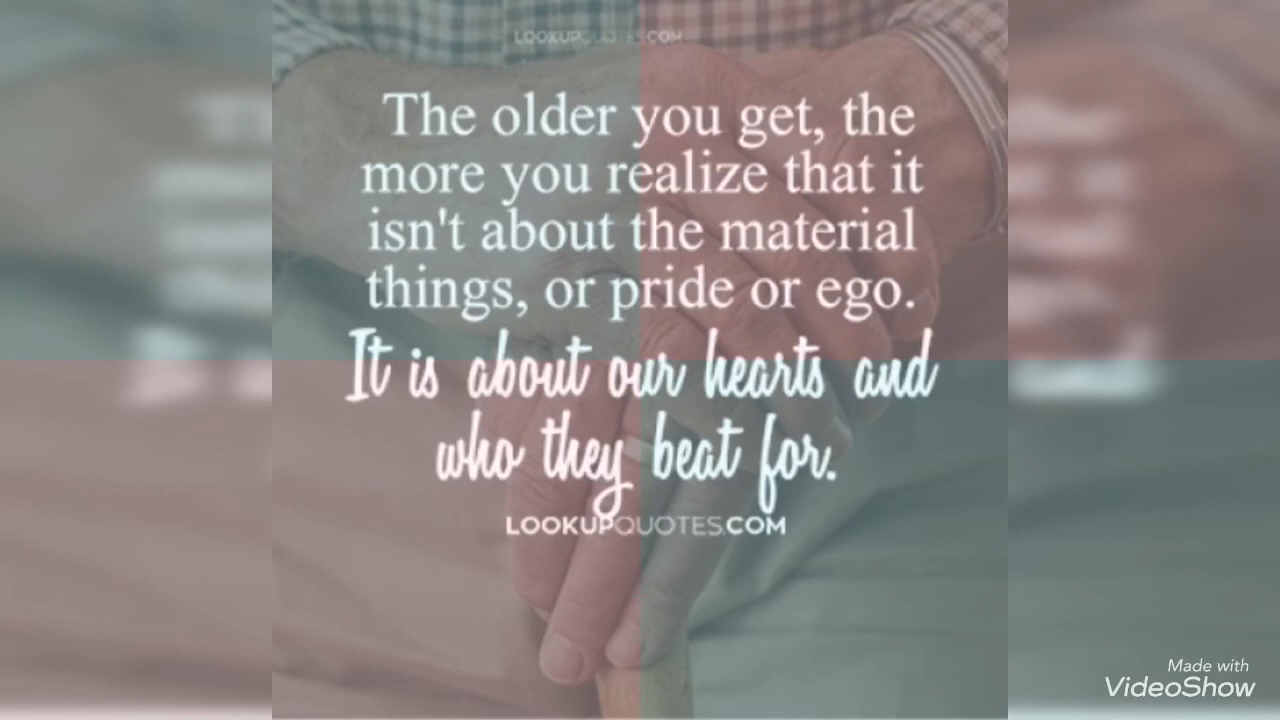 LOOKUPQUOTES.COM
The older you get, the
more you realize that it
isn't about the material
things, or pride or ego.
It is about our hearts and
who they beat for.
LOOKUPQUOTES.COM
Made with
VideoShow